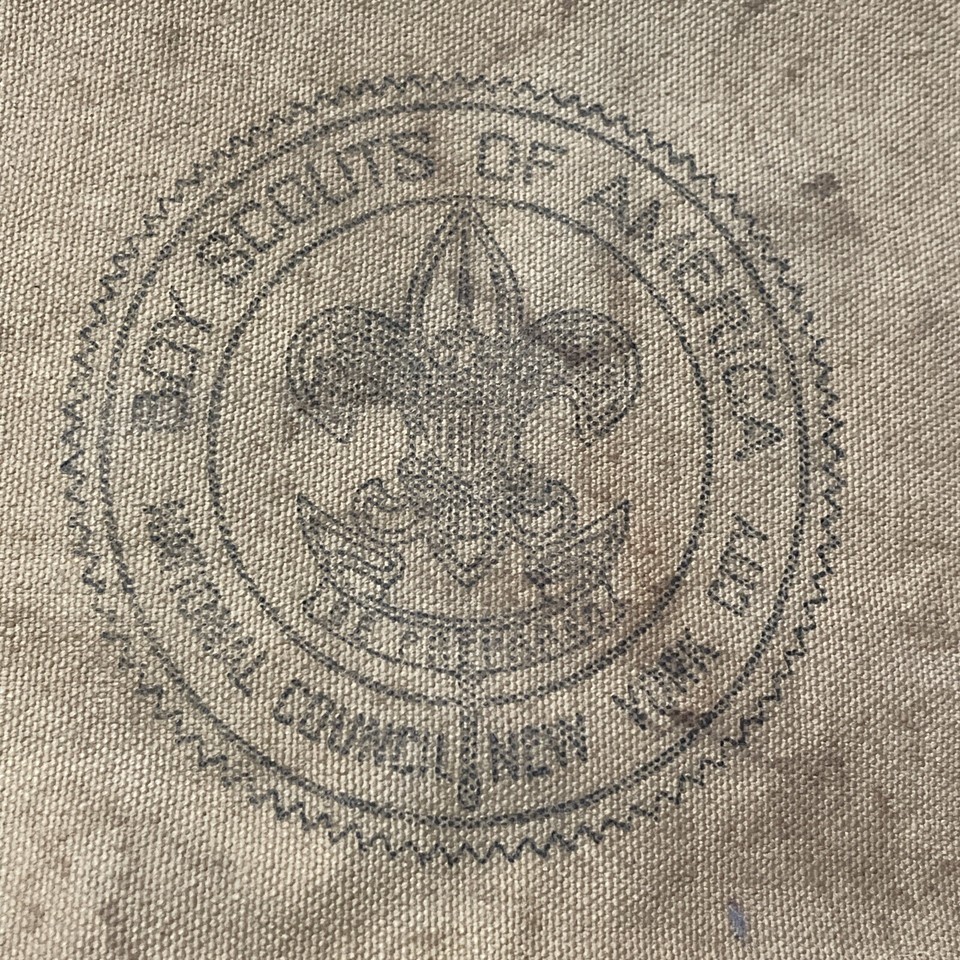 BOY SCOUTS OF AMERICA
BE PREPARED
NATIONAL COUNCIL NEW YORK CITY